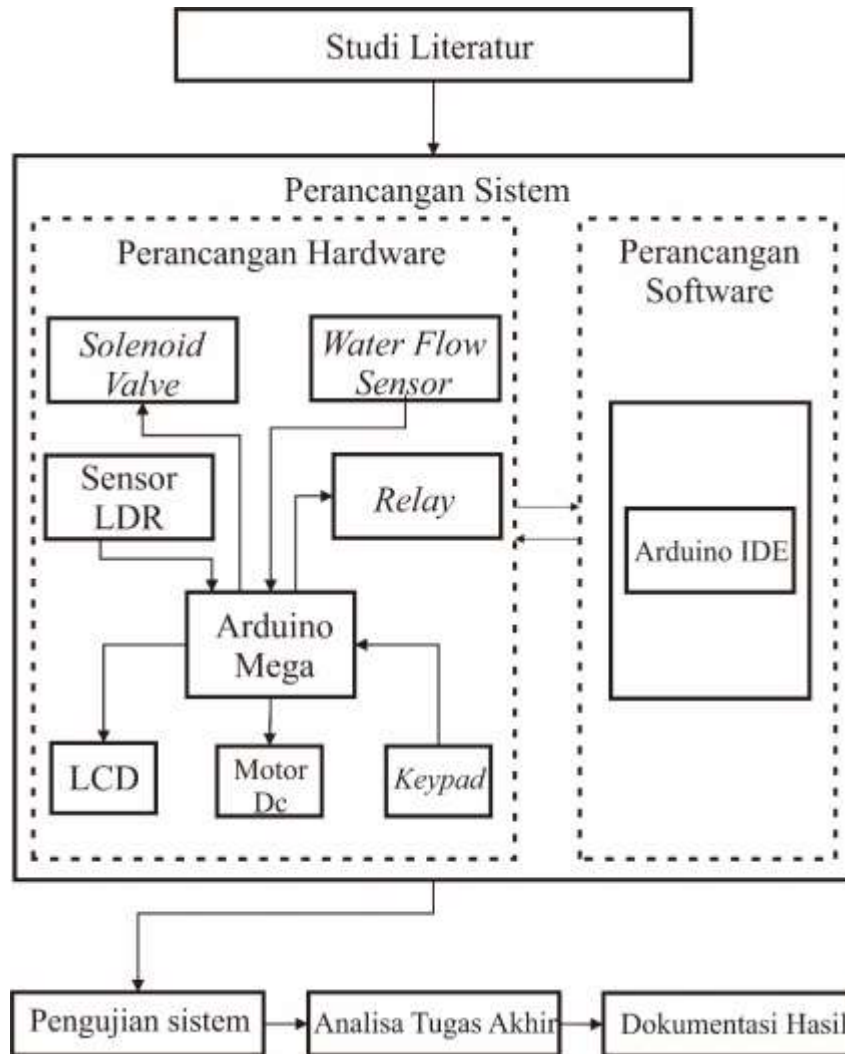 Studi Literatur
Perancangan Sistem
Perancangan Hardware
Solenoid
Valve
Water Flow
Sensor
Sensor
LDR
Relay
Arduino
Mega
LCD
Motor
Dc
Keypad
Perancangan
Software
Arduino IDE
Pengujian sistem
Analisa Tugas Akhir
Dokumentasi Hasil